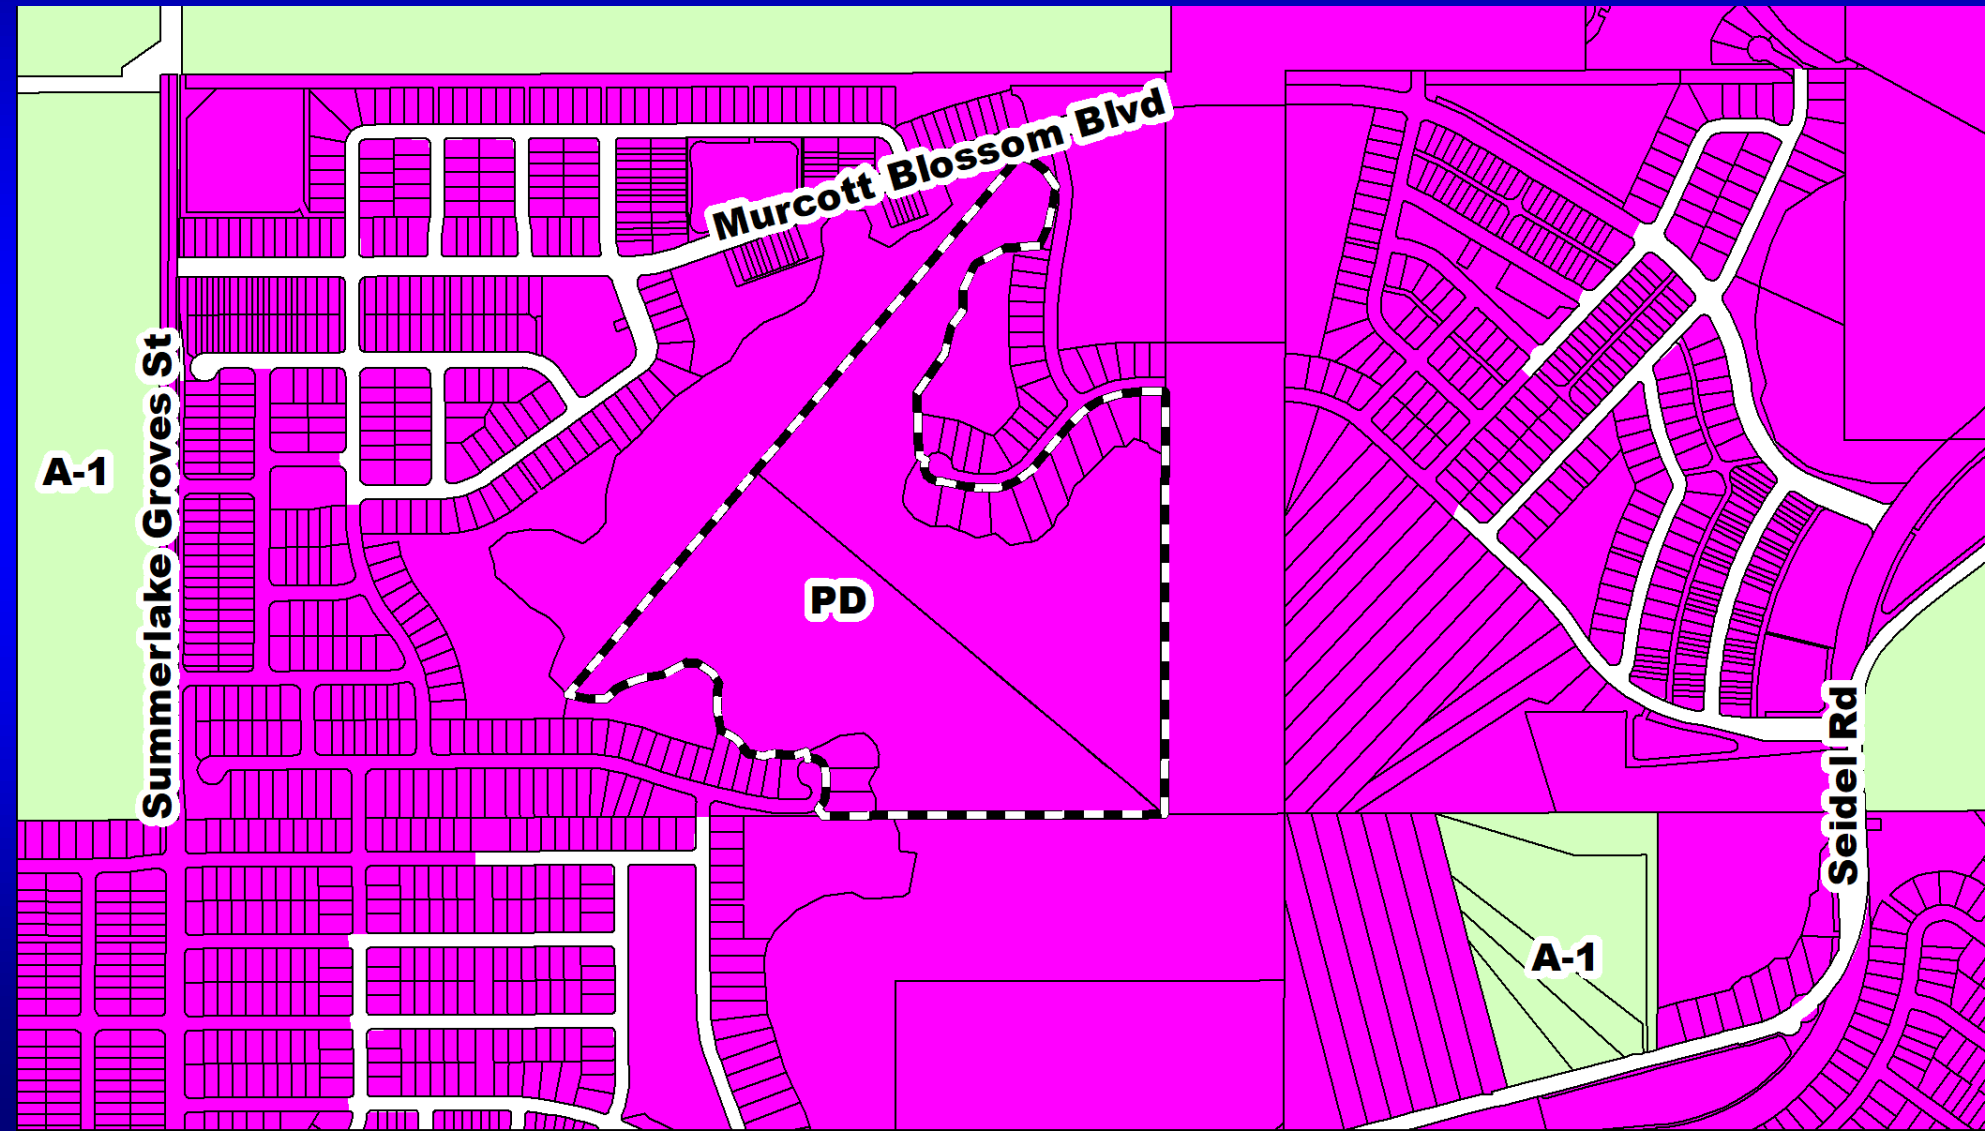 Murcott Blossom Blvd
Summerlake Groves St
A-1
PD
Seidel Rd
A-1